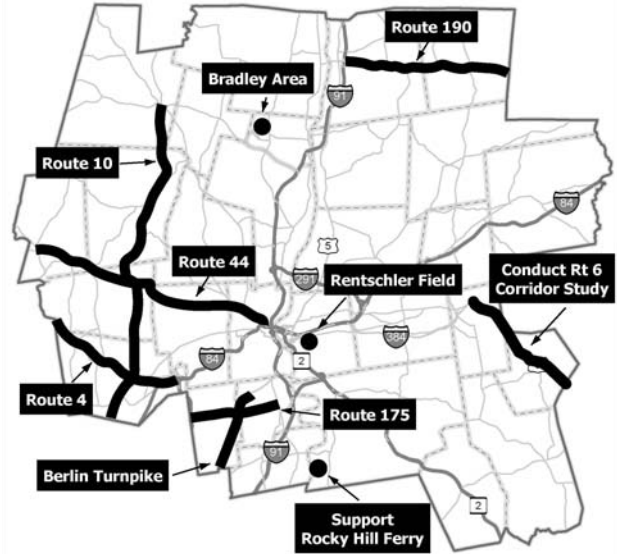 Route 190
Bradley Area
91
Route 10
84
5
Route 44
291
Rentschler Field
Conduct Rt 6
Corridor Study
84
2
384
Route 4
Route 175
91
Berlin Turnpike
2
Support
Rocky Hill Ferry